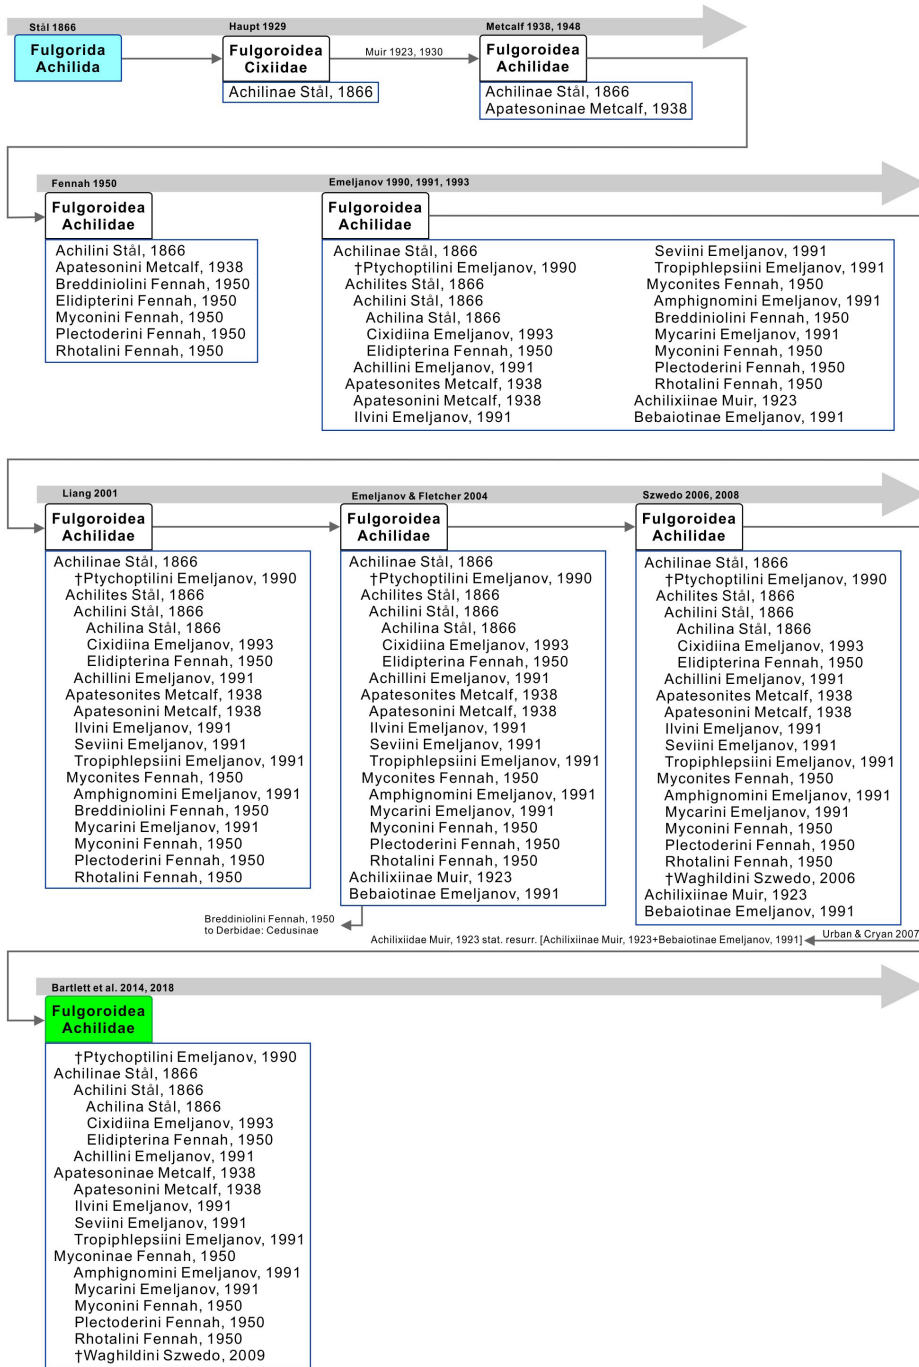 Stål 1866
Haupt 1929
Metcalf 1938, 1948
Fulgorida
Achilida
Fulgoroidea
Cixiidae
Muir 1923, 1930
Fulgoroidea
Achilidae
Achilinae Stål, 1866
Achilinae Stål, 1866
Apatesoninae Metcalf, 1938
Fennah 1950
Emeljanov 1990, 1991, 1993
Fulgoroidea
Achilidae
Achilini Stål, 1866
Apatesonini Metcalf, 1938
Breddiniolini Fennah, 1950
Elidipterini Fennah, 1950
Myconini Fennah, 1950
Plectoderini Fennah, 1950
Rhotalini Fennah, 1950
Fulgoroidea
Achilidae
Achilinae Stål, 1866
†Ptychoptilini Emeljanov, 1990
Achilites Stål, 1866
Achilini Stål, 1866
Achilina Stål, 1866
Cixidiina Emeljanov, 1993
Elidipterina Fennah, 1950
Achillini Emeljanov, 1991
Apatesonites Metcalf, 1938
Apatesonini Metcalf, 1938
Ilvini Emeljanov, 1991
Seviini Emeljanov, 1991
Tropiphlepsiini Emeljanov, 1991
Myconites Fennah, 1950
Amphignomini Emeljanov, 1991
Breddiniolini Fennah, 1950
Mycarini Emeljanov, 1991
Myconini Fennah, 1950
Plectoderini Fennah, 1950
Rhotalini Fennah, 1950
Achilixiinae Muir, 1923
Bebaiotinae Emeljanov, 1991
Liang 2001
Emeljanov & Fletcher 2004
Szwedo 2006, 2008
Fulgoroidea
Achilidae
Achilinae Stål, 1866
†Ptychoptilini Emeljanov, 1990
Achilites Stål, 1866
Achilini Stål, 1866
Achilina Stål, 1866
Cixidiina Emeljanov, 1993
Elidipterina Fennah, 1950
Achillini Emeljanov, 1991
Apatesonites Metcalf, 1938
Apatesonini Metcalf, 1938
Ilvini Emeljanov, 1991
Seviini Emeljanov, 1991
Tropiphlepsiini Emeljanov, 1991
Myconites Fennah, 1950
Amphignomini Emeljanov, 1991
Breddiniolini Fennah, 1950
Mycarini Emeljanov, 1991
Myconini Fennah, 1950
Plectoderini Fennah, 1950
Rhotalini Fennah, 1950
Fulgoroidea
Achilidae
Achilinae Stål, 1866
†Ptychoptilini Emeljanov, 1990
Achilites Stål, 1866
Achilini Stål, 1866
Achilina Stål, 1866
Cixidiina Emeljanov, 1993
Elidipterina Fennah, 1950
Achillini Emeljanov, 1991
Apatesonites Metcalf, 1938
Apatesonini Metcalf, 1938
Ilvini Emeljanov, 1991
Seviini Emeljanov, 1991
Tropiphlepsiini Emeljanov, 1991
Myconites Fennah, 1950
Amphignomini Emeljanov, 1991
Mycarini Emeljanov, 1991
Myconini Fennah, 1950
Plectoderini Fennah, 1950
Rhotalini Fennah, 1950
Achilixiinae Muir, 1923
Bebaiotinae Emeljanov, 1991
Fulgoroidea
Achilidae
Achilinae Stål, 1866
†Ptychoptilini Emeljanov, 1990
Achilites Stål, 1866
Achilini Stål, 1866
Achilina Stål, 1866
Cixidiina Emeljanov, 1993
Elidipterina Fennah, 1950
Achillini Emeljanov, 1991
Apatesonites Metcalf, 1938
Apatesonini Metcalf, 1938
Ilvini Emeljanov, 1991
Seviini Emeljanov, 1991
Tropiphlepsiini Emeljanov, 1991
Myconites Fennah, 1950
Amphignomini Emeljanov, 1991
Mycarini Emeljanov, 1991
Myconini Fennah, 1950
Plectoderini Fennah, 1950
Rhotalini Fennah, 1950
†Waghildini Szwedo, 2006
Achilixiinae Muir, 1923
Bebaiotinae Emeljanov, 1991
Breddiniolini Fennah, 1950
to Derbidae: Cedusinae
Achilixiidae Muir, 1923 stat. resurr. [Achilixiinae Muir, 1923+Bebaiotinae Emeljanov, 1991]
Urban & Cryan 2007
Bartlett et al. 2014, 2018
Fulgoroidea
Achilidae
†Ptychoptilini Emeljanov, 1990
Achilinae Stål, 1866
Achilini Stål, 1866
Achilina Stål, 1866
Cixidiina Emeljanov, 1993
Elidipterina Fennah, 1950
Achillini Emeljanov, 1991
Apatesoninae Metcalf, 1938
Apatesonini Metcalf, 1938
Ilvini Emeljanov, 1991
Seviini Emeljanov, 1991
Tropiphlepsiini Emeljanov, 1991
Myconinae Fennah, 1950
Amphignomini Emeljanov, 1991
Mycarini Emeljanov, 1991
Myconini Fennah, 1950
Plectoderini Fennah, 1950
Rhotalini Fennah, 1950
†Waghildini Szwedo, 2009